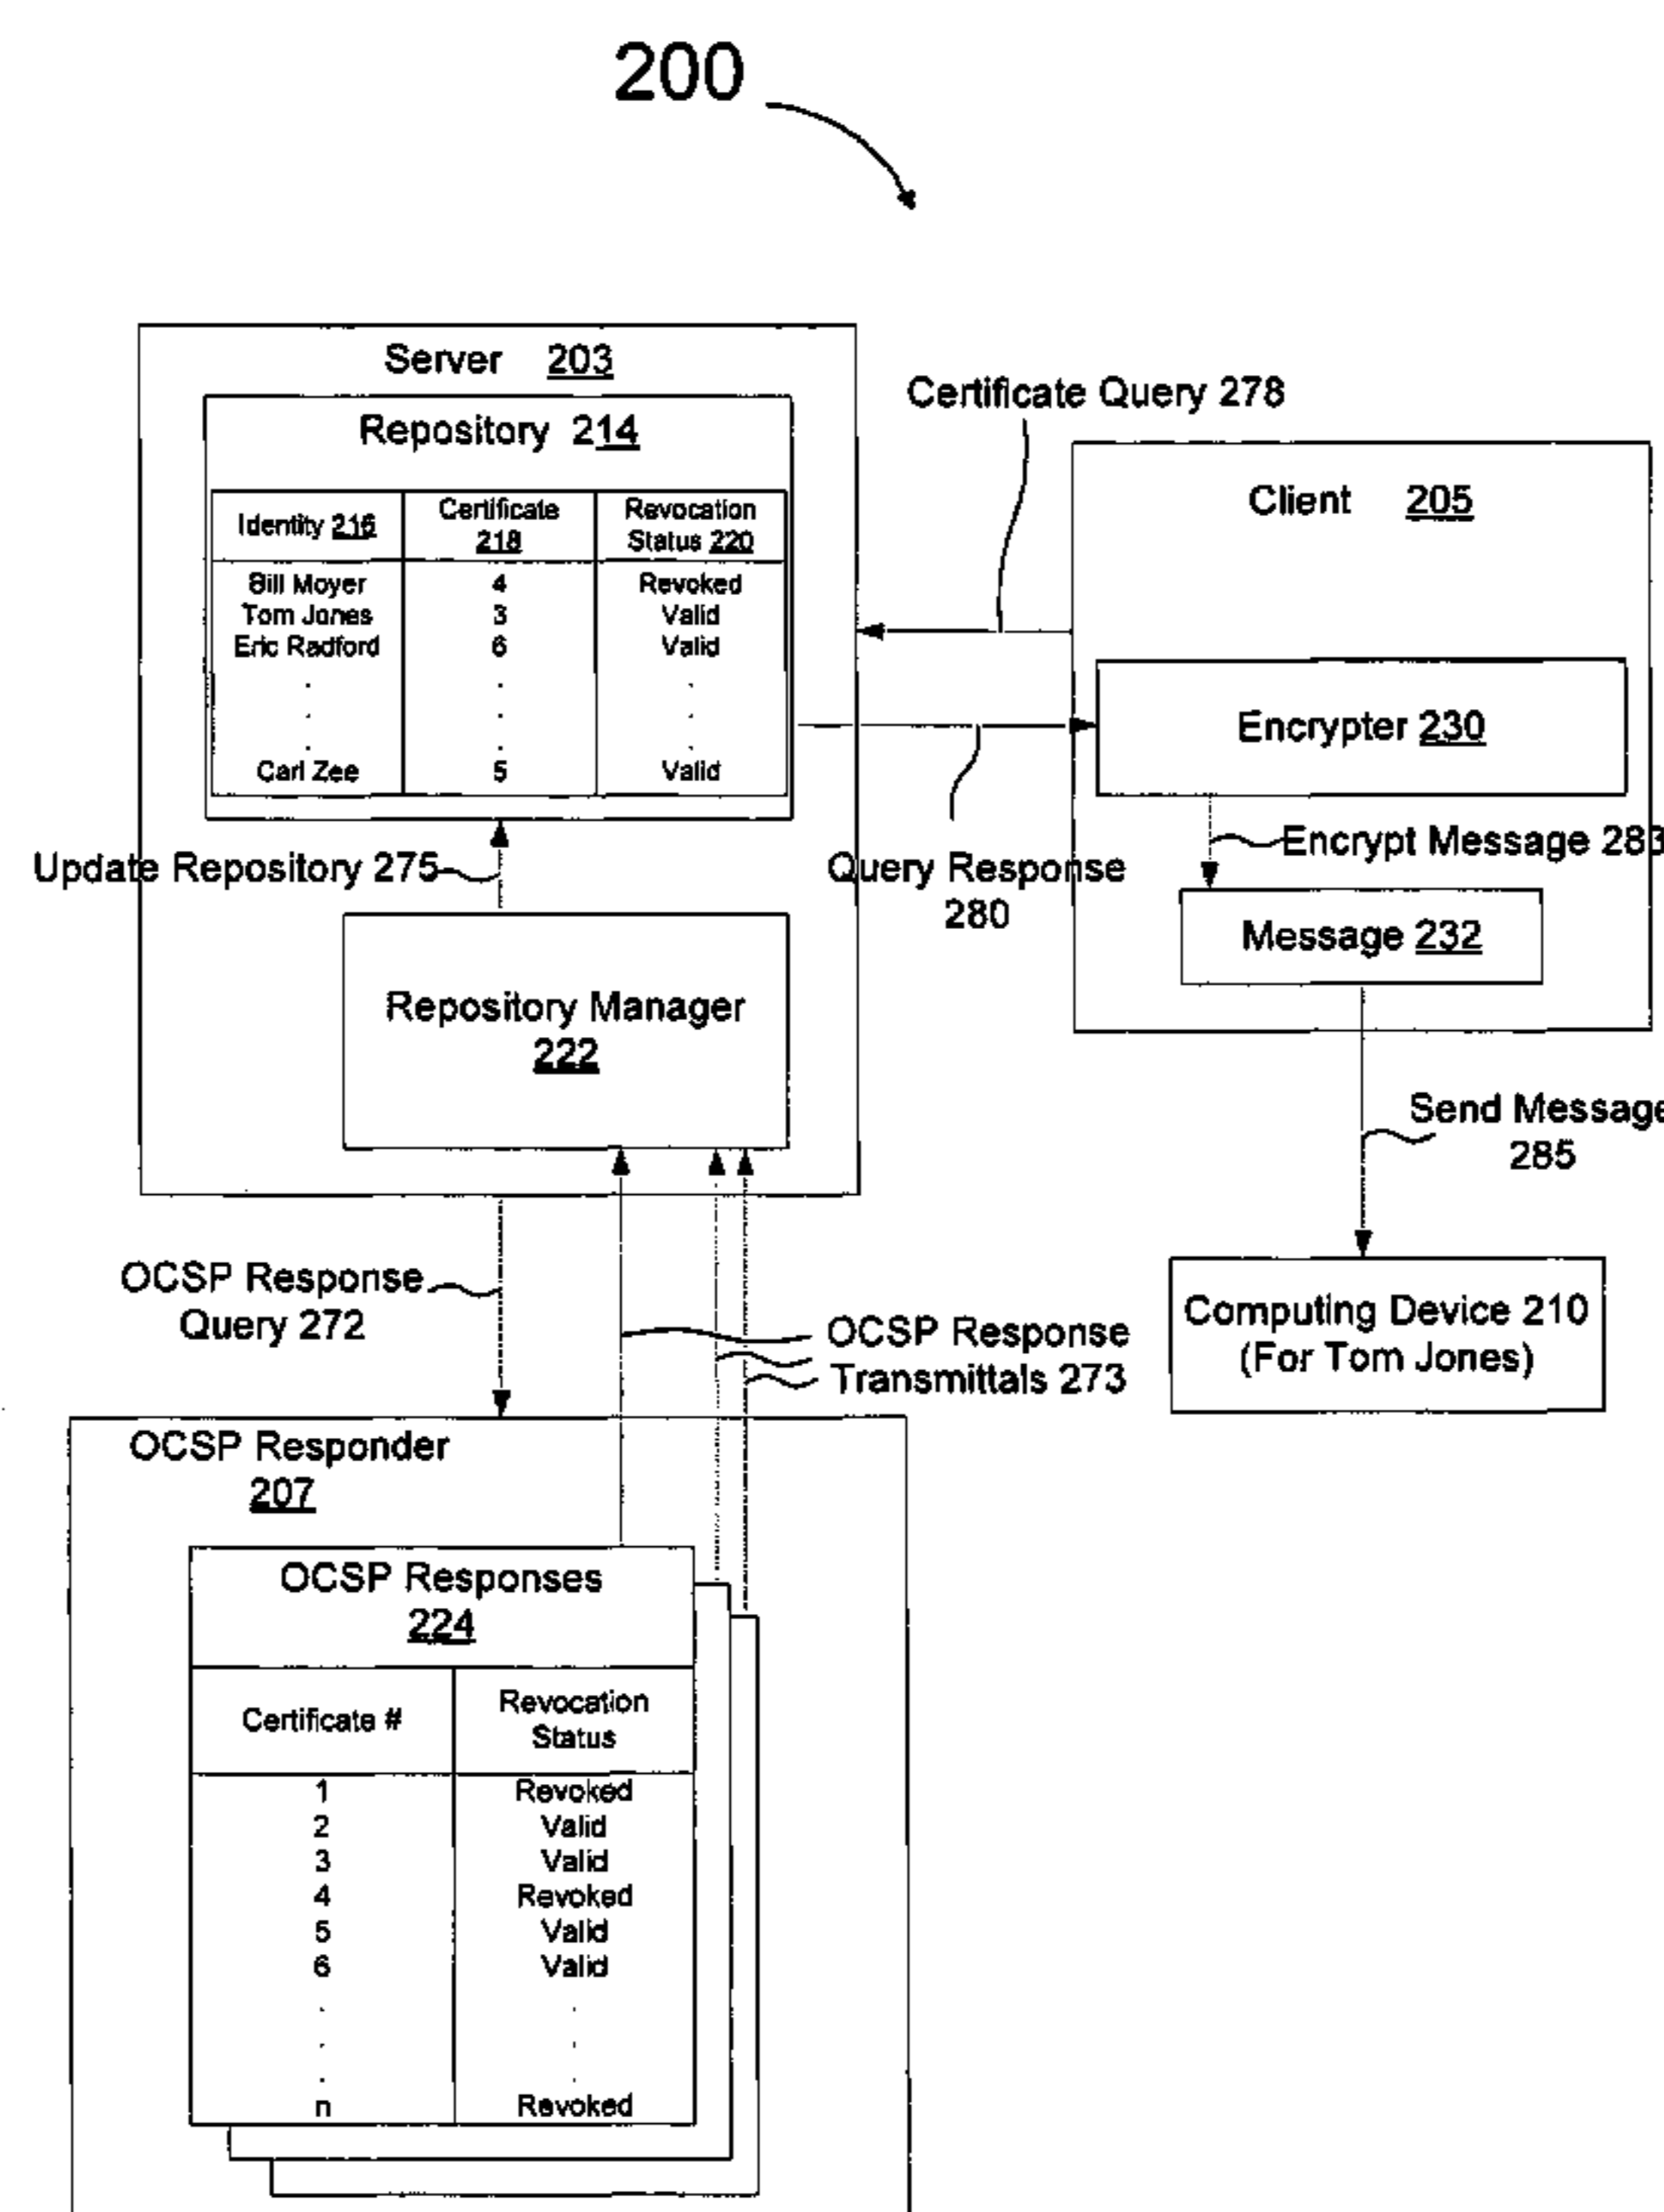 200
Server 203
Repository 214
Identity 216
Certificate
218
Revocation
Status 220
Bill Moyer 4 Revoked
Tom Jones 3 Valid
Eric Radford 6 Valid
. . .
. . .
. . .
Carl Zee 5 Valid
Certificate Query 278
Client 205
Encrypter 230
Encrypt Message 283
Query Response
280
Message 232
Update Repository 275
Repository Manager
222
Send Message
285
OCSP Response
Query 272
OCSP Response
Transmittals 273
Computing Device 210
(For Tom Jones)
OCSP Responder
207
OCSP Responses
224
Certificate #
Revocation
Status
1 Revoked
2 Valid
3 Valid
4 Revoked
5 Valid
6 Valid
. .
. .
. .
n Revoked